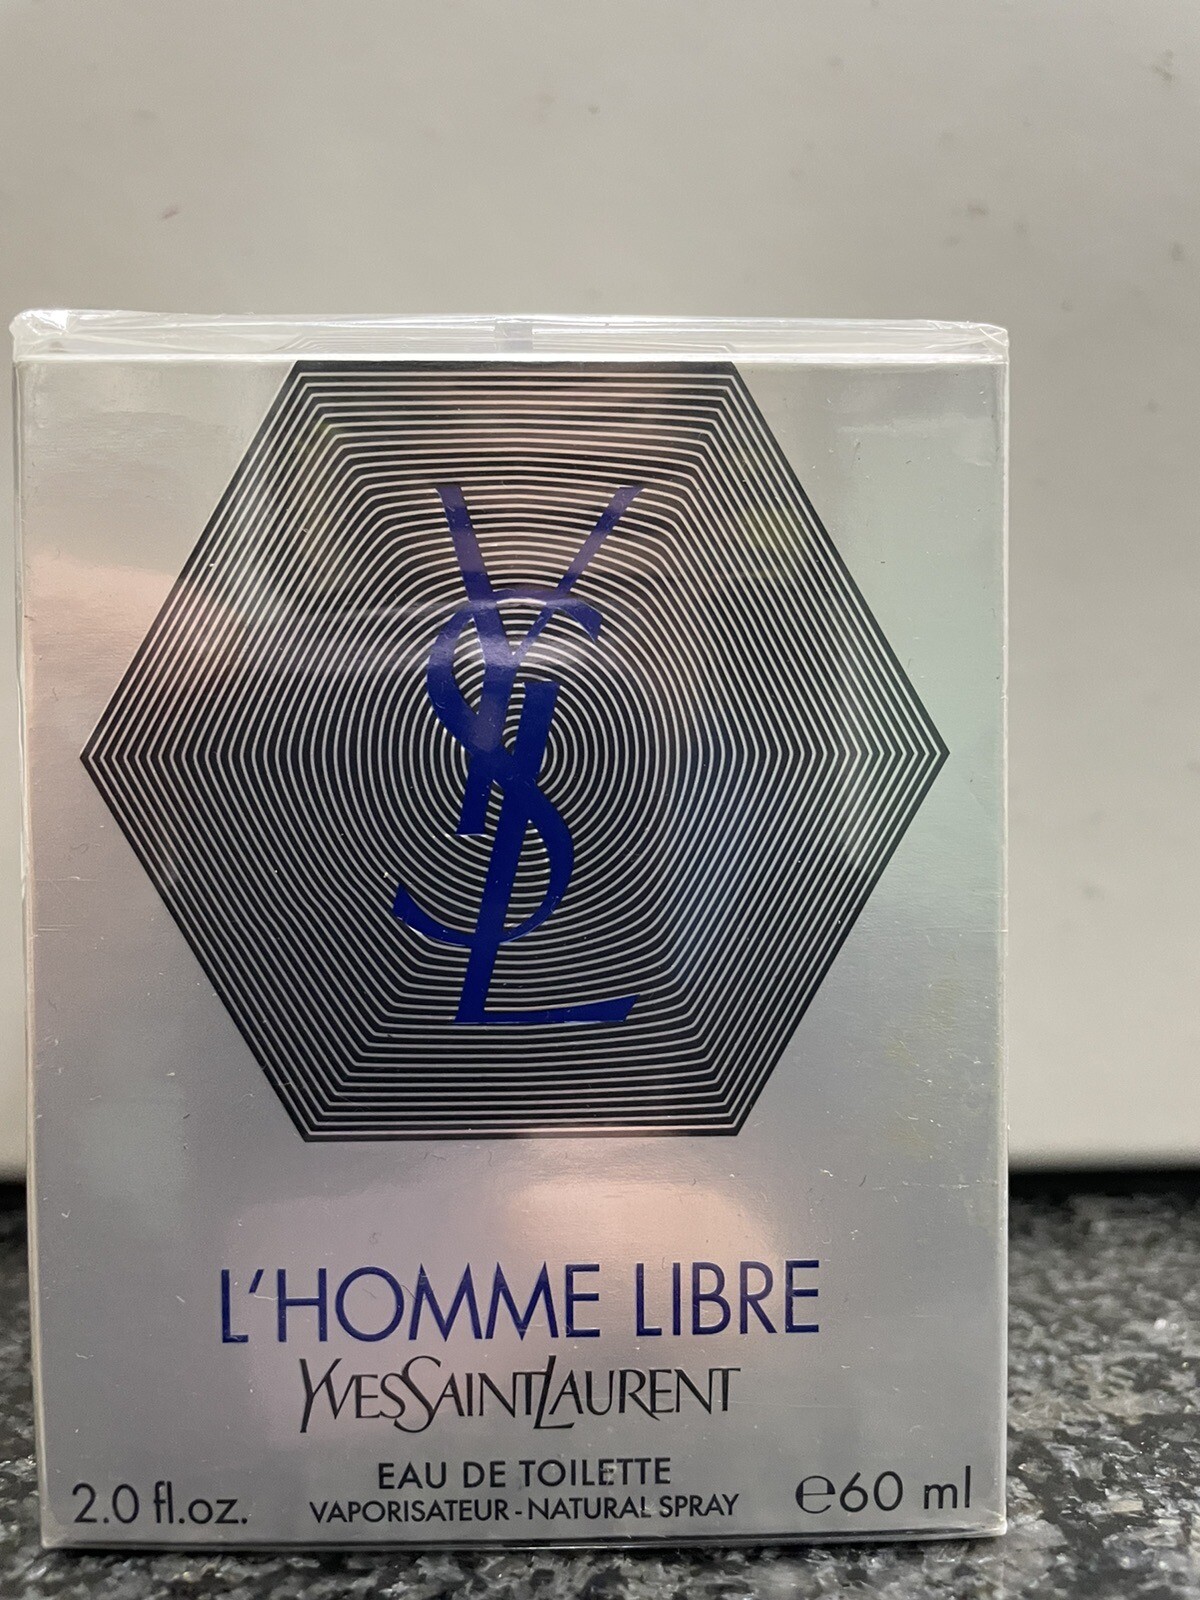 YSL
L'HOMME LIBRE
YVESSAINTLAURENT
EAU DE TOILETTE
2.0 fl.oz. VAPORISATEUR - NATURAL SPRAY ℮60 ml